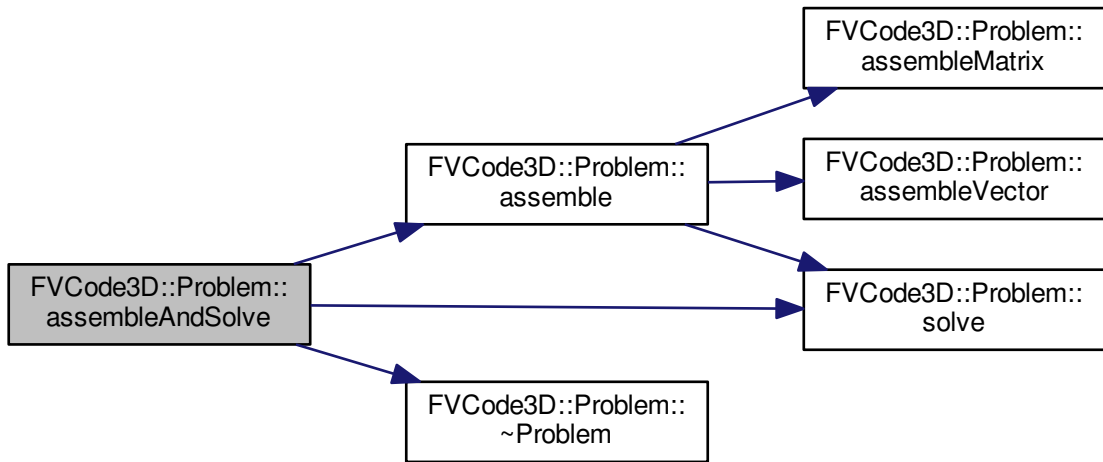 FVCode3D::Problem::
assembleMatrix
FVCode3D::Problem::
assemble
FVCode3D::Problem::
assembleVector
FVCode3D::Problem::
assembleAndSolve
FVCode3D::Problem::
solve
FVCode3D::Problem::
~Problem